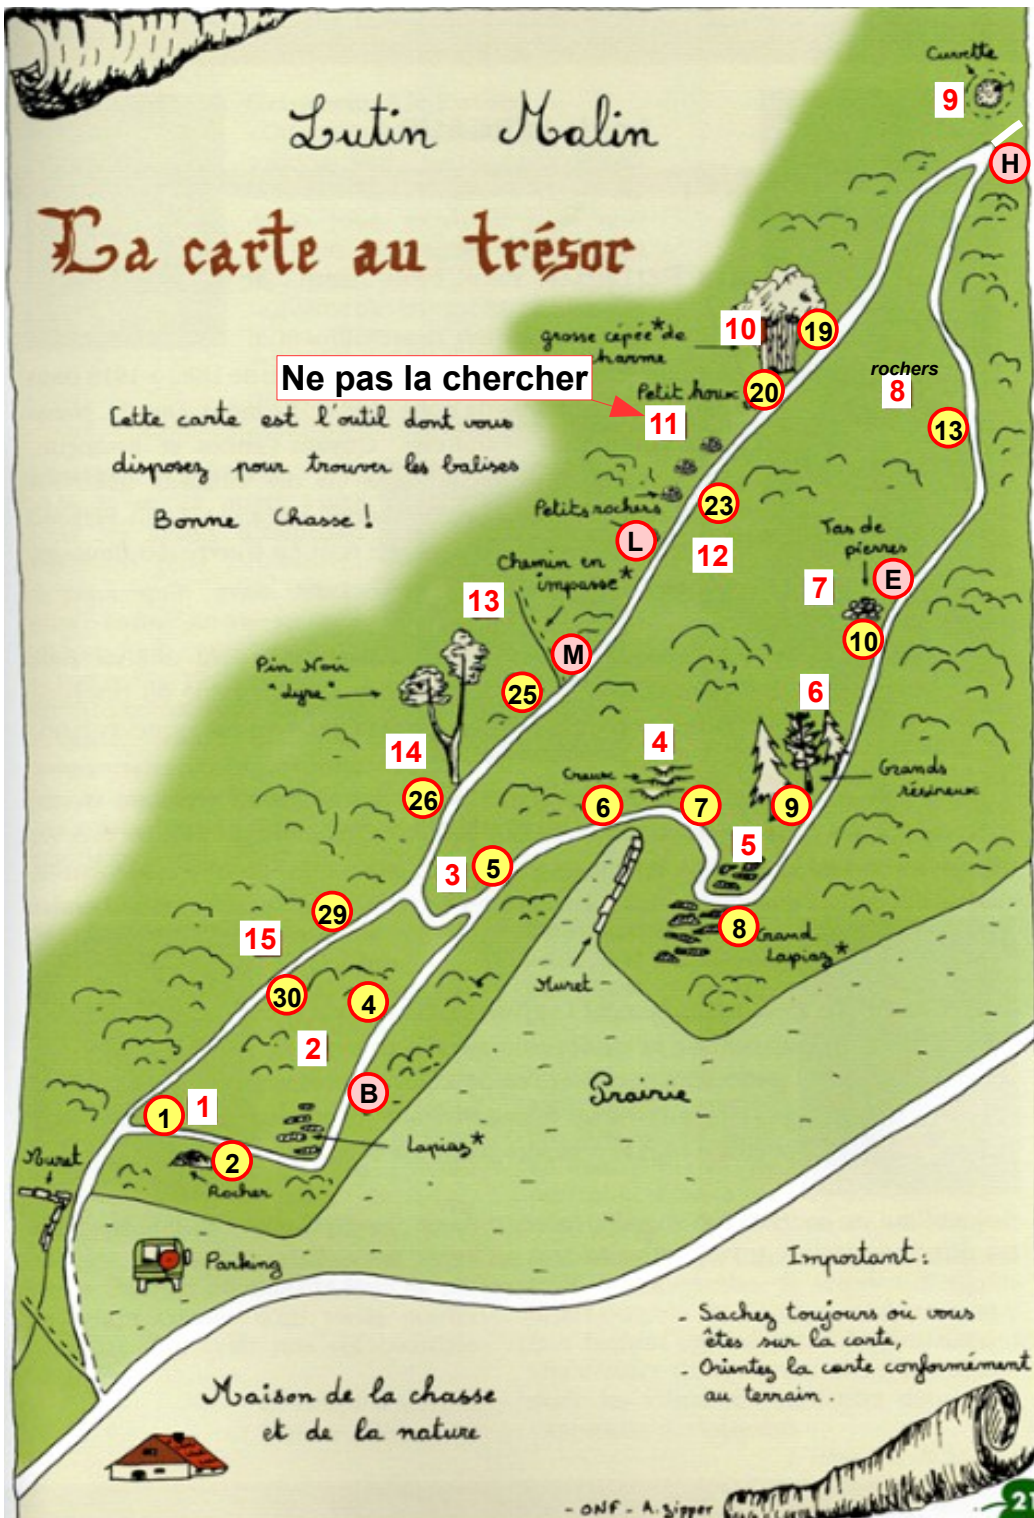 Cuvette
9
Lutin Malin
H
La carte au trésor
10
19
grosse cépée* de
charme
rochers
8
Ne pas la chercher
Petit houx
20
11
13
Cette carte est l'outil dont vous
disposez pour trouver les balises
Bonne Chasse !
Petits rochers
23
L
12
Tas de
pierres
E
7
Chemin en
impasse*
13
10
M
Pin Noir
"Lyre"
25
6
14
4
Creux
Grands
résineux
26
6
7
9
5
3
5
29
8
Grand
Lapiaz*
15
Muret
30
4
2
B
Prairie
1
1
Lapiaz*
Muret
2
Rocher
Parking
Important :
- Sachez toujours où vous
êtes sur la carte,
- Orientez la carte conformément
au terrain.
Maison de la chasse
et de la nature
- ONF - A. Zipper
21